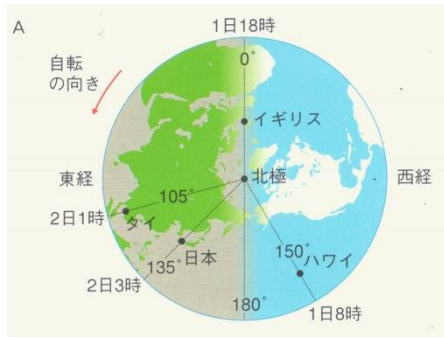 A
1日18時
0°
自転
の向き
イギリス
東経
北極
西経
105°
2日1時
タイ
日本
150°
ハワイ
135°
2日3時
180°
1日8時